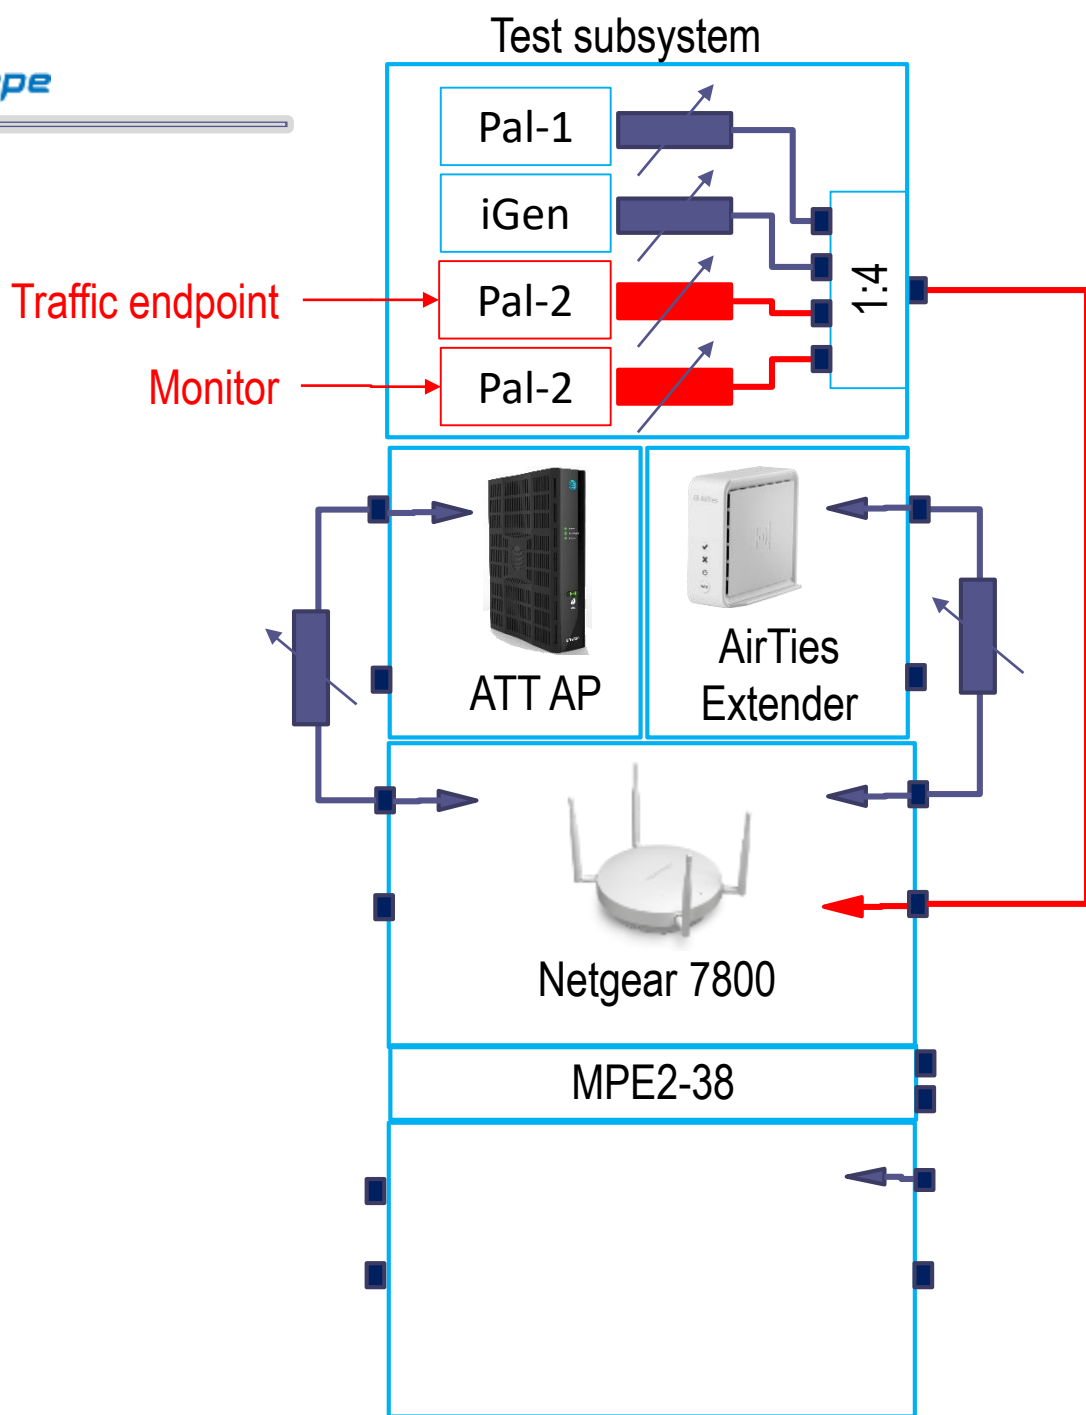 Test subsystem
Pal-1
iGen
Traffic endpoint
Pal-2
Monitor
Pal-2
1:4
AirTies
ATT AP
AirTies
Extender
Netgear 7800
MPE2-38